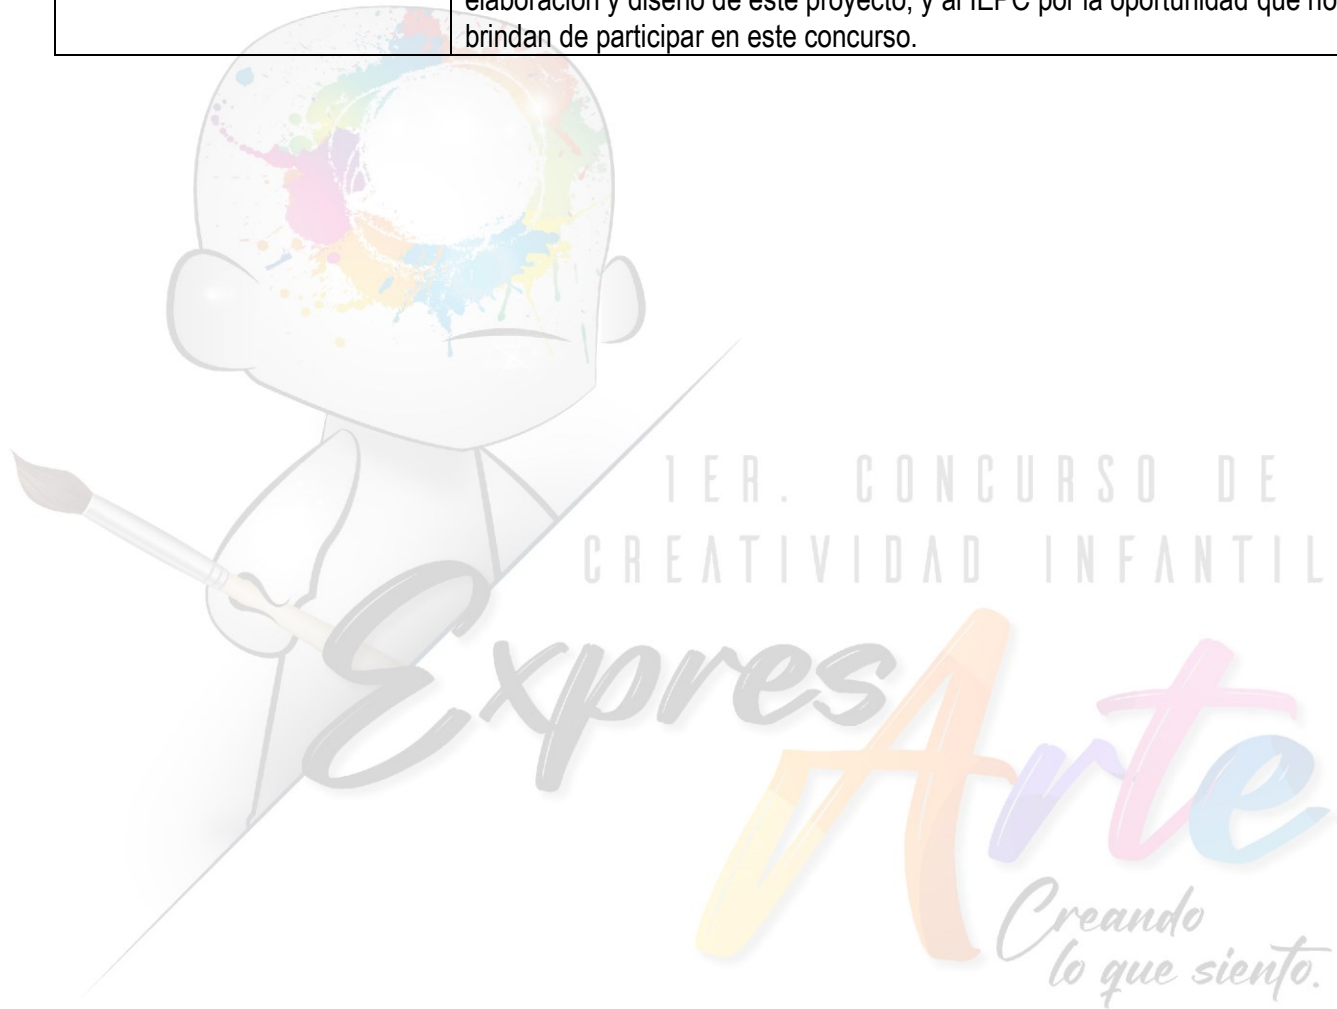 elaboración y diseño de este proyecto, y al IEPC por la oportunidad que no
brindan de participar en este concurso.
1ER. CONCURSO DE
CREATIVIDAD INFANTIL
ExpresArte
Creando
lo que siento.